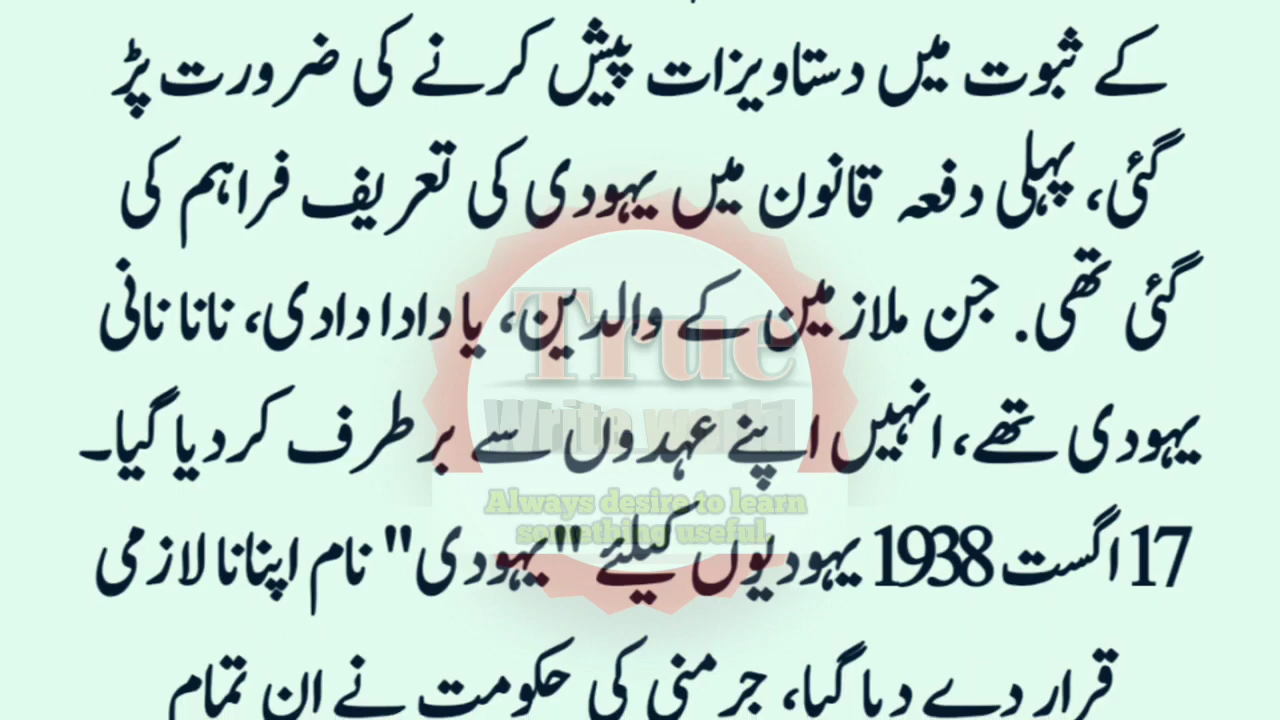 کے ثبوت میں دستاویزات پیش کرنے کی ضرورت پڑ
گئی، پہلی دفعہ قانون میں یہودی کی تعریف فراہم کی
گئی تھی. جن ملازمین کے والدین، یا دادا دادی، نانا نانی
یہودی تھے، انہیں اپنے عہدوں سے بر طرف کردیا گیا۔
17 اگست 1938 یہودیوں کیلئے "یہودی" نام اپنانا لازمی
قرار دے دیا گیا، جرمنی کی حکومت نے ان تمام
True
Write world
Always desire to learn
something useful.